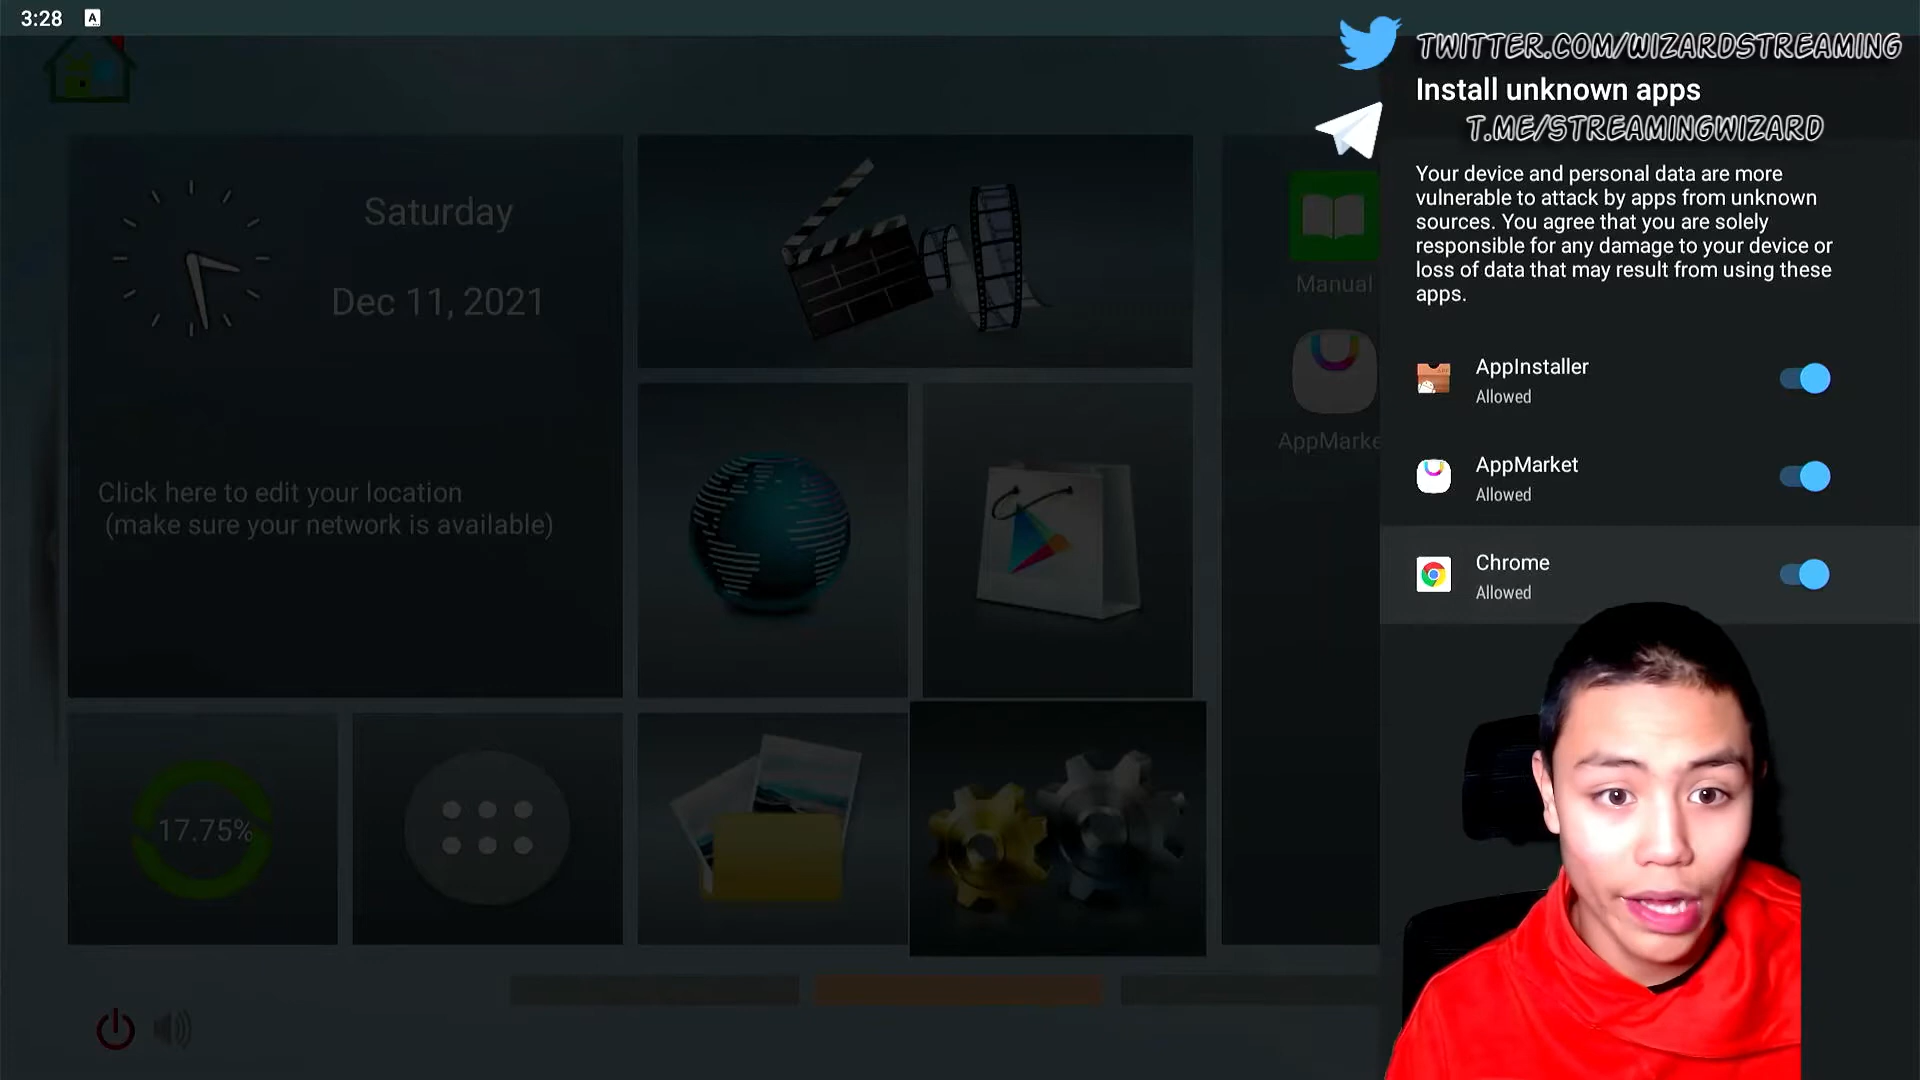 3:28
A
TWITTER.COM/WIZARDSTREAMING
Install unknown apps
T.ME/STREAMINGWIZARD
Your device and personal data are more
vulnerable to attack by apps from unknown
sources. You agree that you are solely
responsible for any damage to your device or
loss of data that may result from using these
apps.
AppInstaller
Allowed
AppMarket
Allowed
Chrome
Allowed
Saturday
Dec 11, 2021
Click here to edit your location
(make sure your network is available)
Manual
AppMarke
17.75%